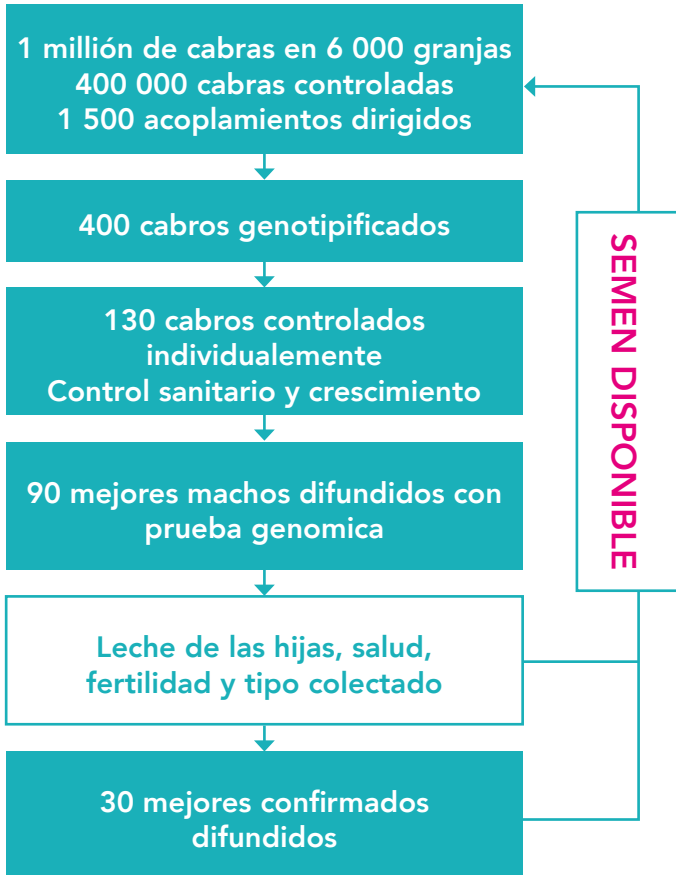 1 millión de cabras en 6 000 granjas
400 000 cabras controladas
1 500 acoplamientos dirigidos
400 cabros genotipificados
130 cabros controlados
individualemente
Control sanitario y crescimiento
90 mejores machos difundidos con
prueba genomica
Leche de las hijas, salud,
fertilidad y tipo colectado
30 mejores confirmados
difundidos
SEMEN DISPONIBLE